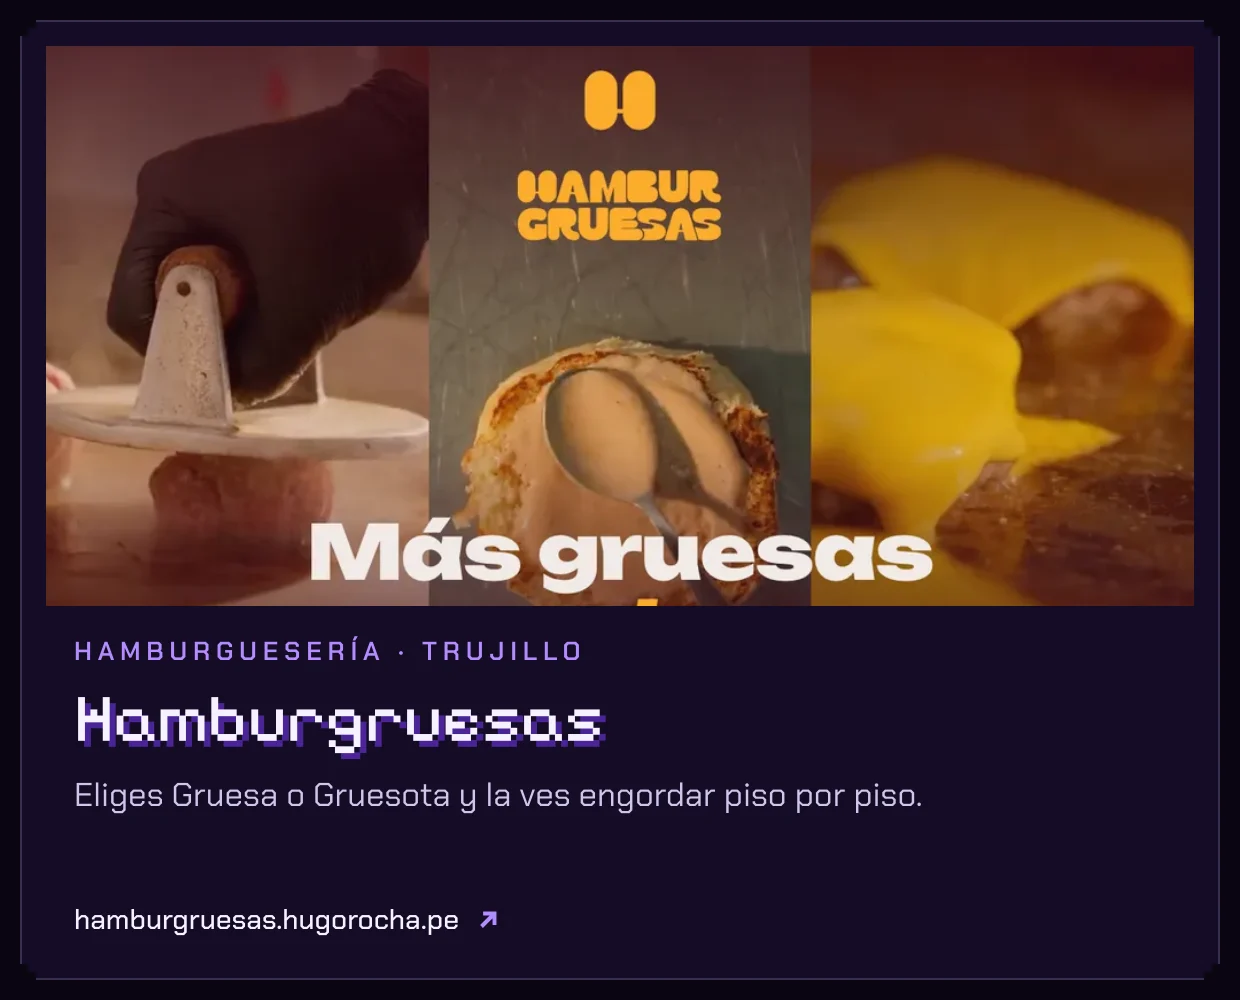 HAMBUR
GRUESAS
Más gruesas
HAMBURGUESERÍA · TRUJILLO
Hamburgruesas
Eliges Gruesa o Gruesota y la ves engordar piso por piso.
hamburgruesas.hugorocha.pe ↗